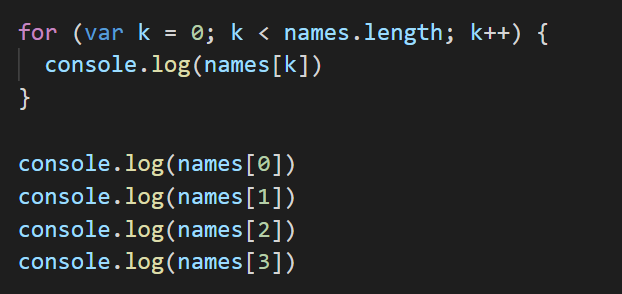 for (var k = 0; k < names.length; k++) {
  console.log(names[k])
}
console.log(names[0])
console.log(names[1])
console.log(names[2])
console.log(names[3])